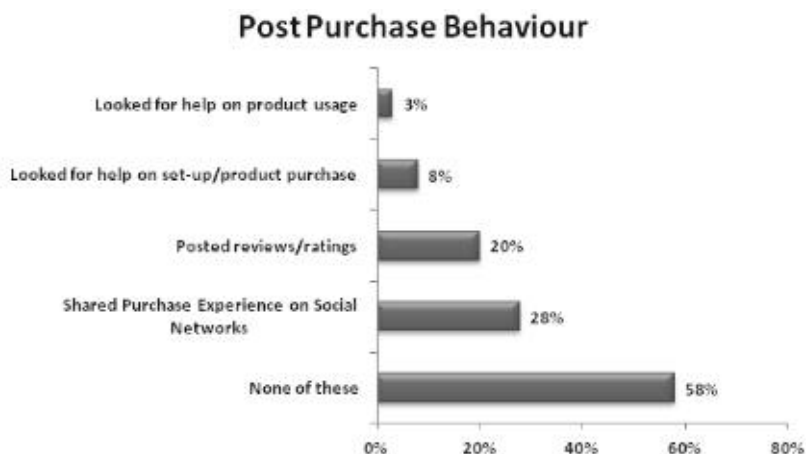 Post Purchase Behaviour
Looked for help on product usage
3%
Looked for help on set-up/product purchase
8%
Posted reviews/ratings
20%
Shared Purchase Experience on Social
Networks
28%
None of these
58%
0% 20% 40% 60% 80%